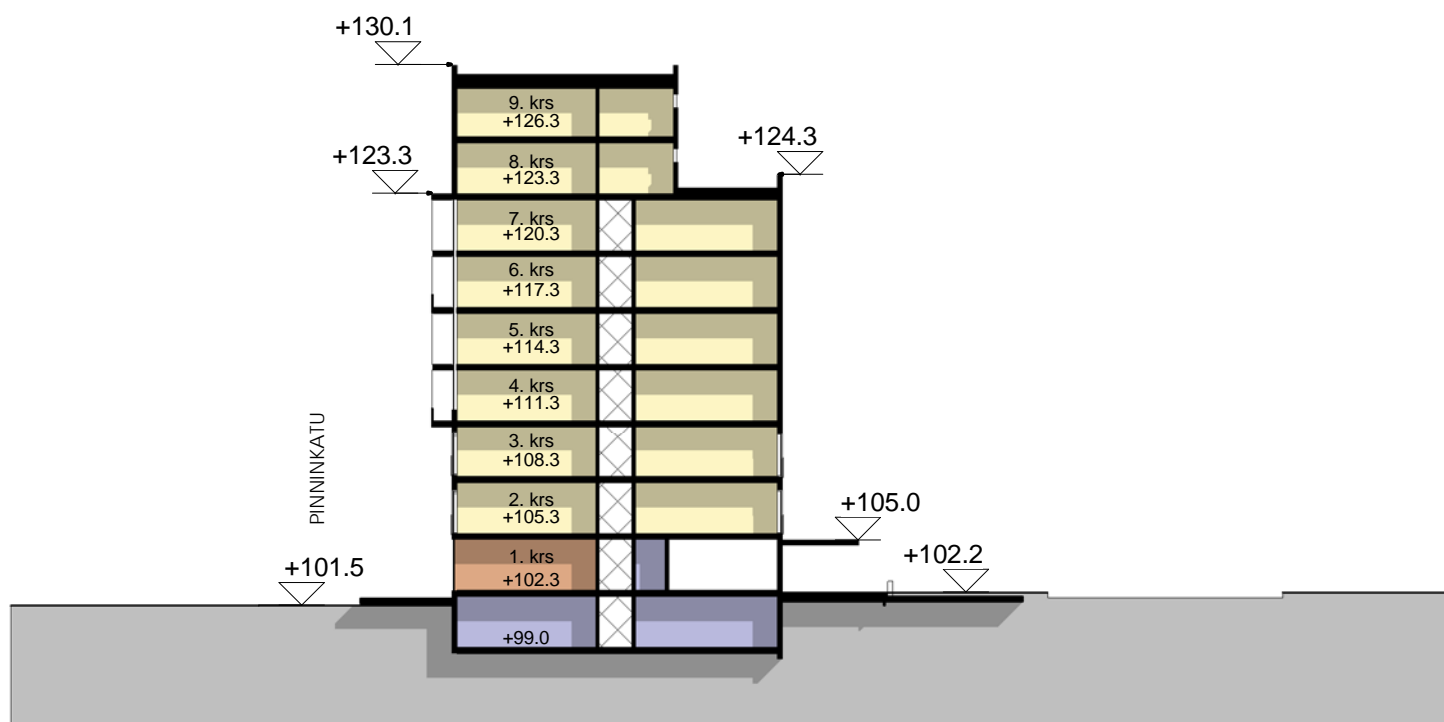 +130.1
9. krs
+126.3
+124.3
+123.3
8. krs
+123.3
7. krs
+120.3
6. krs
+117.3
5. krs
+114.3
4. krs
+111.3
3. krs
+108.3
PINNINKATU
2. krs
+105.3
+105.0
1. krs
+102.3
+102.2
+101.5
+99.0